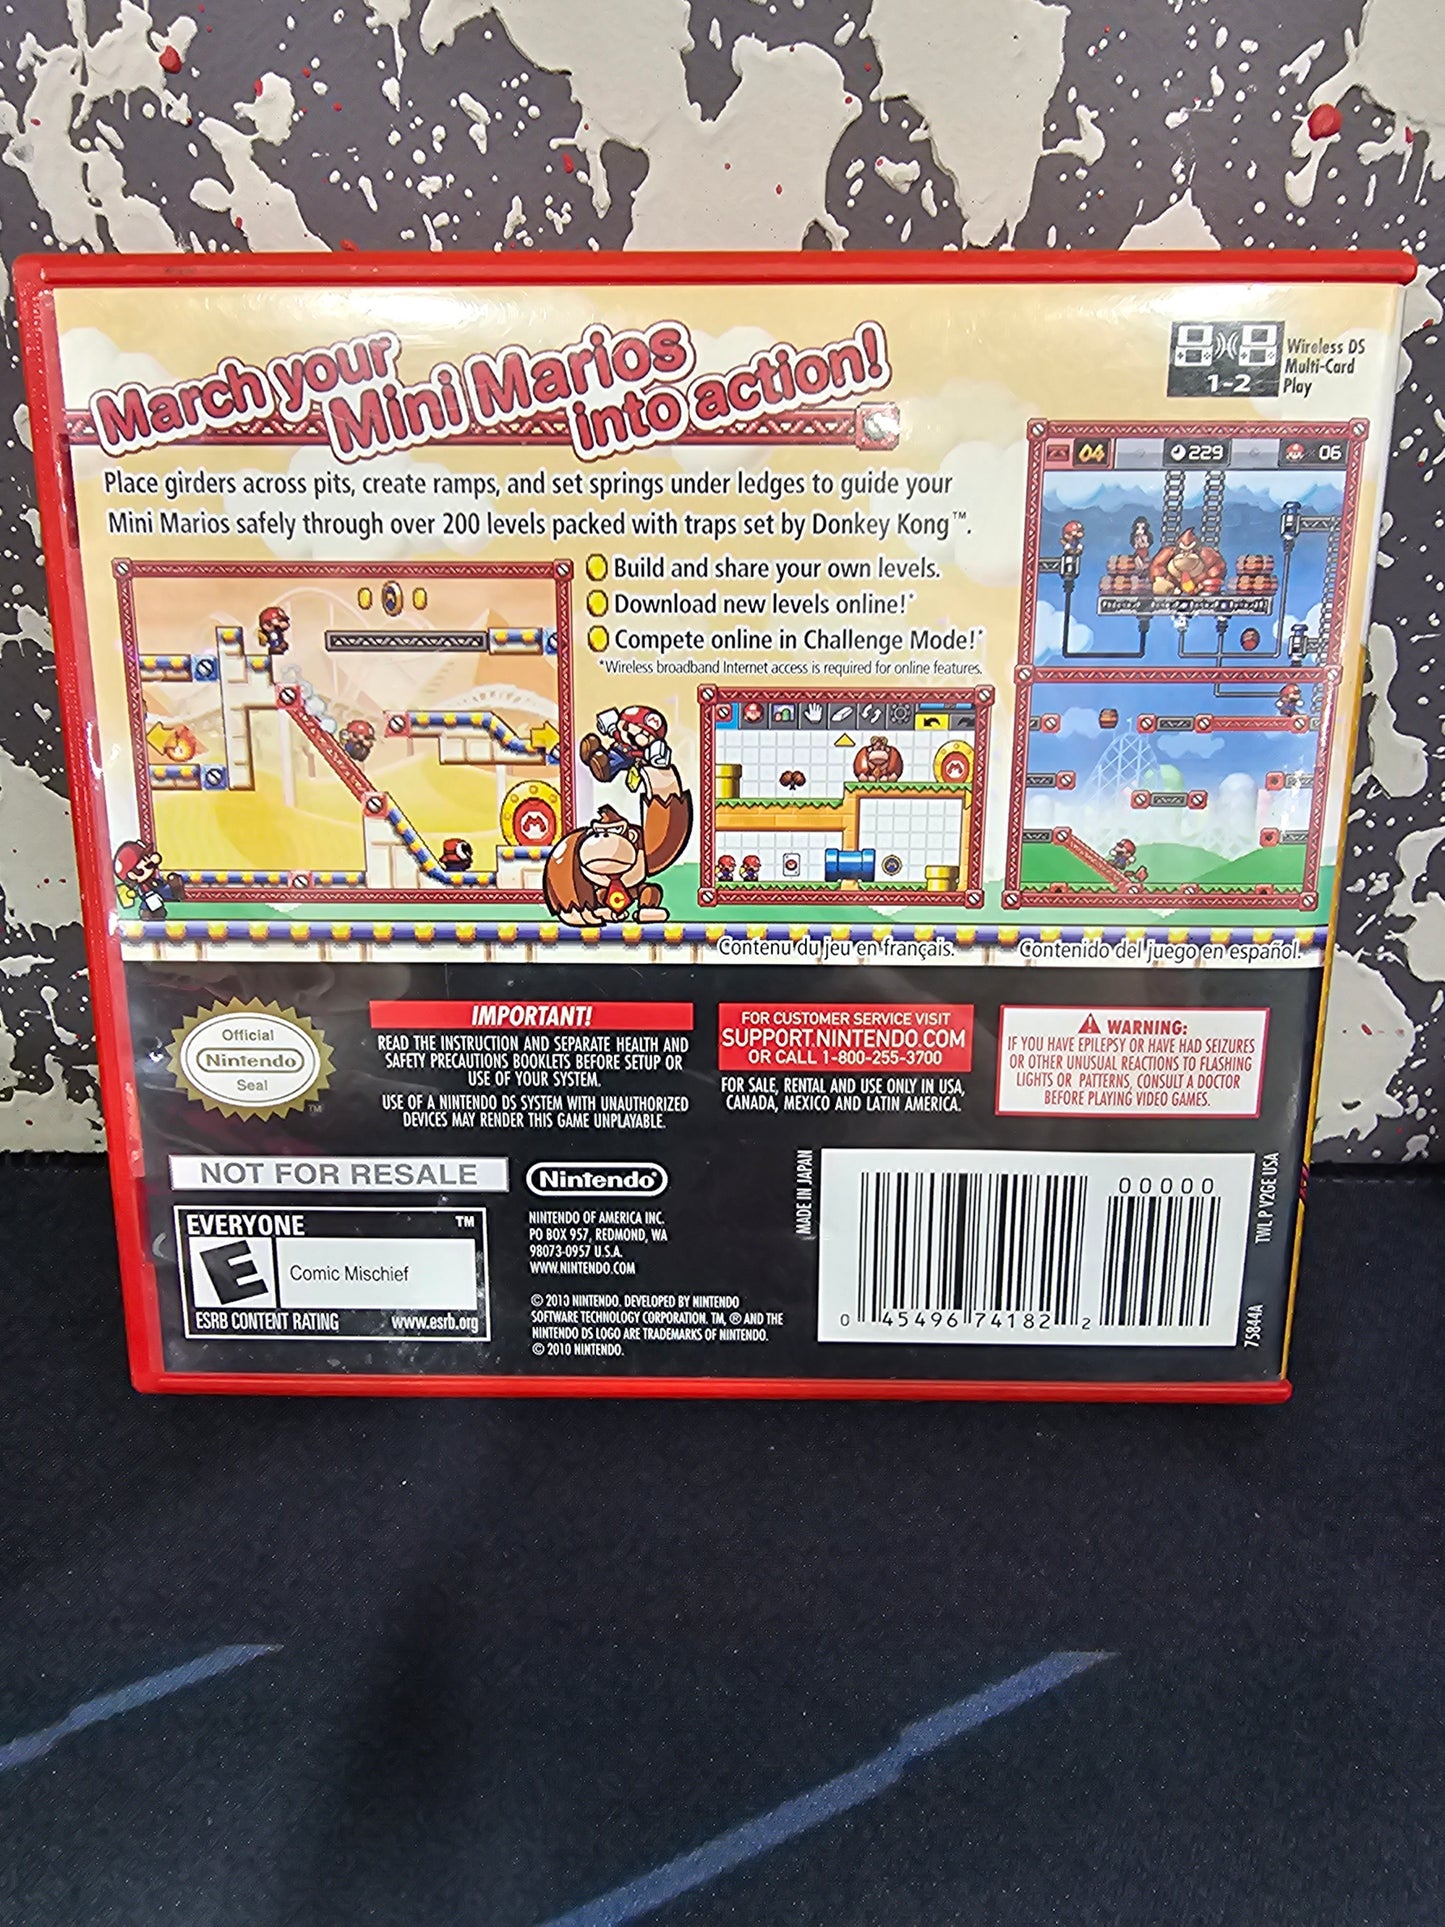 March your
Mini Marios
into action!
Wireless DS
Multi-Card
Play
1-2
Place girders across pits, create ramps, and set springs under ledges to guide your
Mini Marios safely through over 200 levels packed with traps set by Donkey Kong™.
Build and share your own levels.
Download new levels online!*
Compete online in Challenge Mode!*
*Wireless broadband Internet access is required for online features.
04 229 06
Contenu du jeu en français. Contenido del juego en español.
Official
Nintendo
Seal
TM
IMPORTANT!
READ THE INSTRUCTION AND SEPARATE HEALTH AND
SAFETY PRECAUTIONS BOOKLETS BEFORE SETUP OR
USE OF YOUR SYSTEM.
USE OF A NINTENDO DS SYSTEM WITH UNAUTHORIZED
DEVICES MAY RENDER THIS GAME UNPLAYABLE.
FOR CUSTOMER SERVICE VISIT
SUPPORT.NINTENDO.COM
OR CALL 1-800-255-3700
FOR SALE, RENTAL AND USE ONLY IN USA,
CANADA, MEXICO AND LATIN AMERICA.
WARNING:
IF YOU HAVE EPILEPSY OR HAVE HAD SEIZURES
OR OTHER UNUSUAL REACTIONS TO FLASHING
LIGHTS OR PATTERNS, CONSULT A DOCTOR
BEFORE PLAYING VIDEO GAMES.
NOT FOR RESALE
EVERYONE TM
E
Comic Mischief
ESRB CONTENT RATING www.esrb.org
Nintendo®
NINTENDO OF AMERICA INC.
PO BOX 957, REDMOND, WA
98073-0957 U.S.A.
WWW.NINTENDO.COM
© 2010 NINTENDO. DEVELOPED BY NINTENDO
SOFTWARE TECHNOLOGY CORPORATION. TM, ® AND THE
NINTENDO DS LOGO ARE TRADEMARKS OF NINTENDO.
© 2010 NINTENDO.
MADE IN JAPAN
00000
0 45496 74182 2
TWL P V2GE USA
75844A